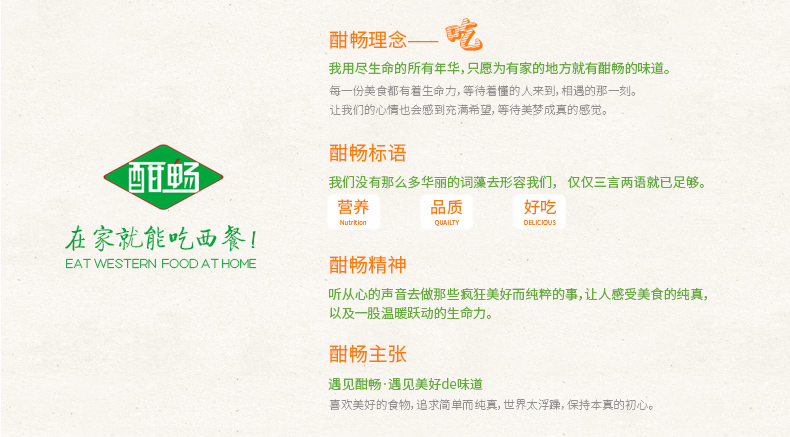 酣畅
在家就能吃西餐!
EAT WESTERN FOOD AT HOME
酣畅理念——吃
我用尽生命的所有年华,只愿为有家的地方就有酣畅的味道。
每一份美食都有着生命力,等待着懂的人来到,相遇的那一刻。
让我们的心情也会感到充满希望,等待美梦成真的感觉。
酣畅标语
我们没有那么多华丽的词藻去形容我们， 仅仅三言两语就已足够。
营养 品质 好吃
Nutrition QUAILTY DELICIOUS
酣畅精神
听从心的声音去做那些疯狂美好而纯粹的事,让人感受美食的纯真,
以及一股温暖跃动的生命力。
酣畅主张
遇见酣畅·遇见美好de味道
喜欢美好的食物,追求简单而纯真,世界太浮躁,保持本真的初心。